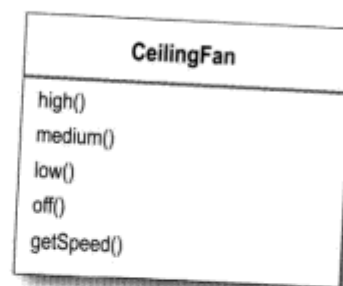 CeilingFan
high()
medium()
low()
off()
getSpeed()